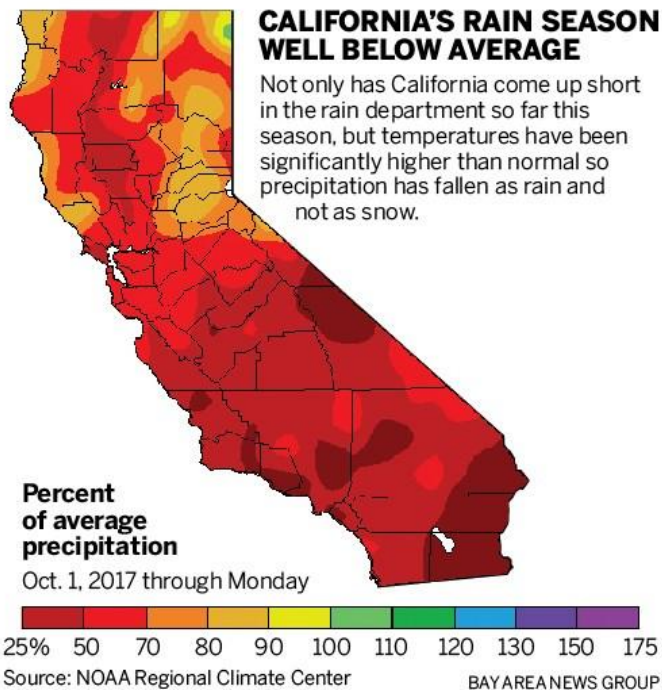 CALIFORNIA'S RAIN SEASON
WELL BELOW AVERAGE
Not only has California come up short
in the rain department so far this
season, but temperatures have been
significantly higher than normal so
precipitation has fallen as rain and
not as snow.
Percent
of average
precipitation
Oct. 1, 2017 through Monday
25% 50 70 80 90 100 110 120 130 150 175
Source: NOAA Regional Climate Center
BAY AREA NEWS GROUP